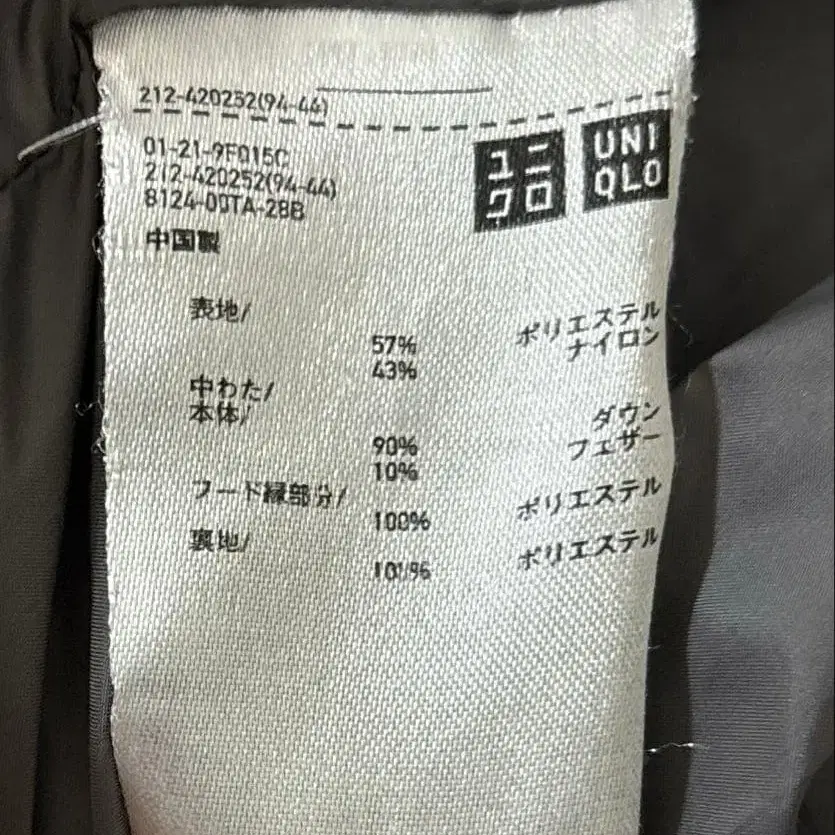 212-420252(94-44)
ユニクロ
UNIQLO
01-21-9F015C
212-420252(94-44)
8124-00TA-28B
中国製
表地/
57% ポリエステル
43% ナイロン
中わた/
本体/
90% ダウン
10% フェザー
フード縁部分/
100% ポリエステル
裏地/
100% ポリエステル